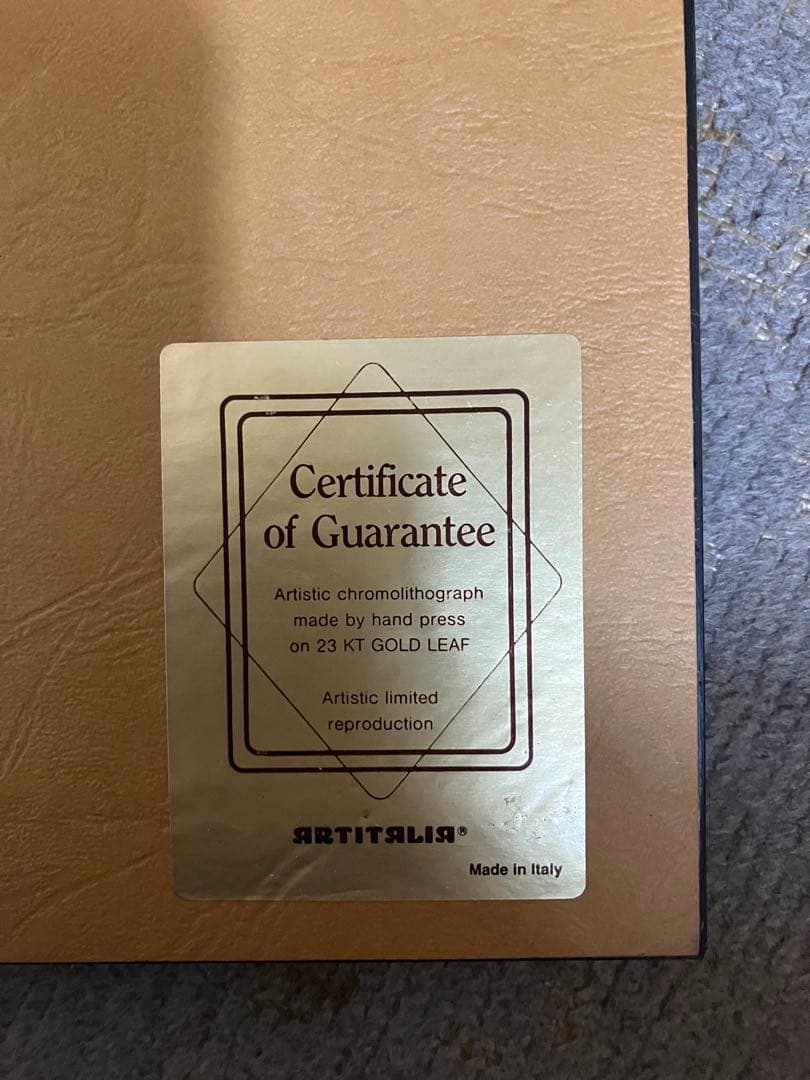 Certificate
of Guarantee
Artistic chromolithograph
made by hand press
on 23 KT GOLD LEAF
Artistic limited
reproduction
ARTITALIA®
Made in Italy